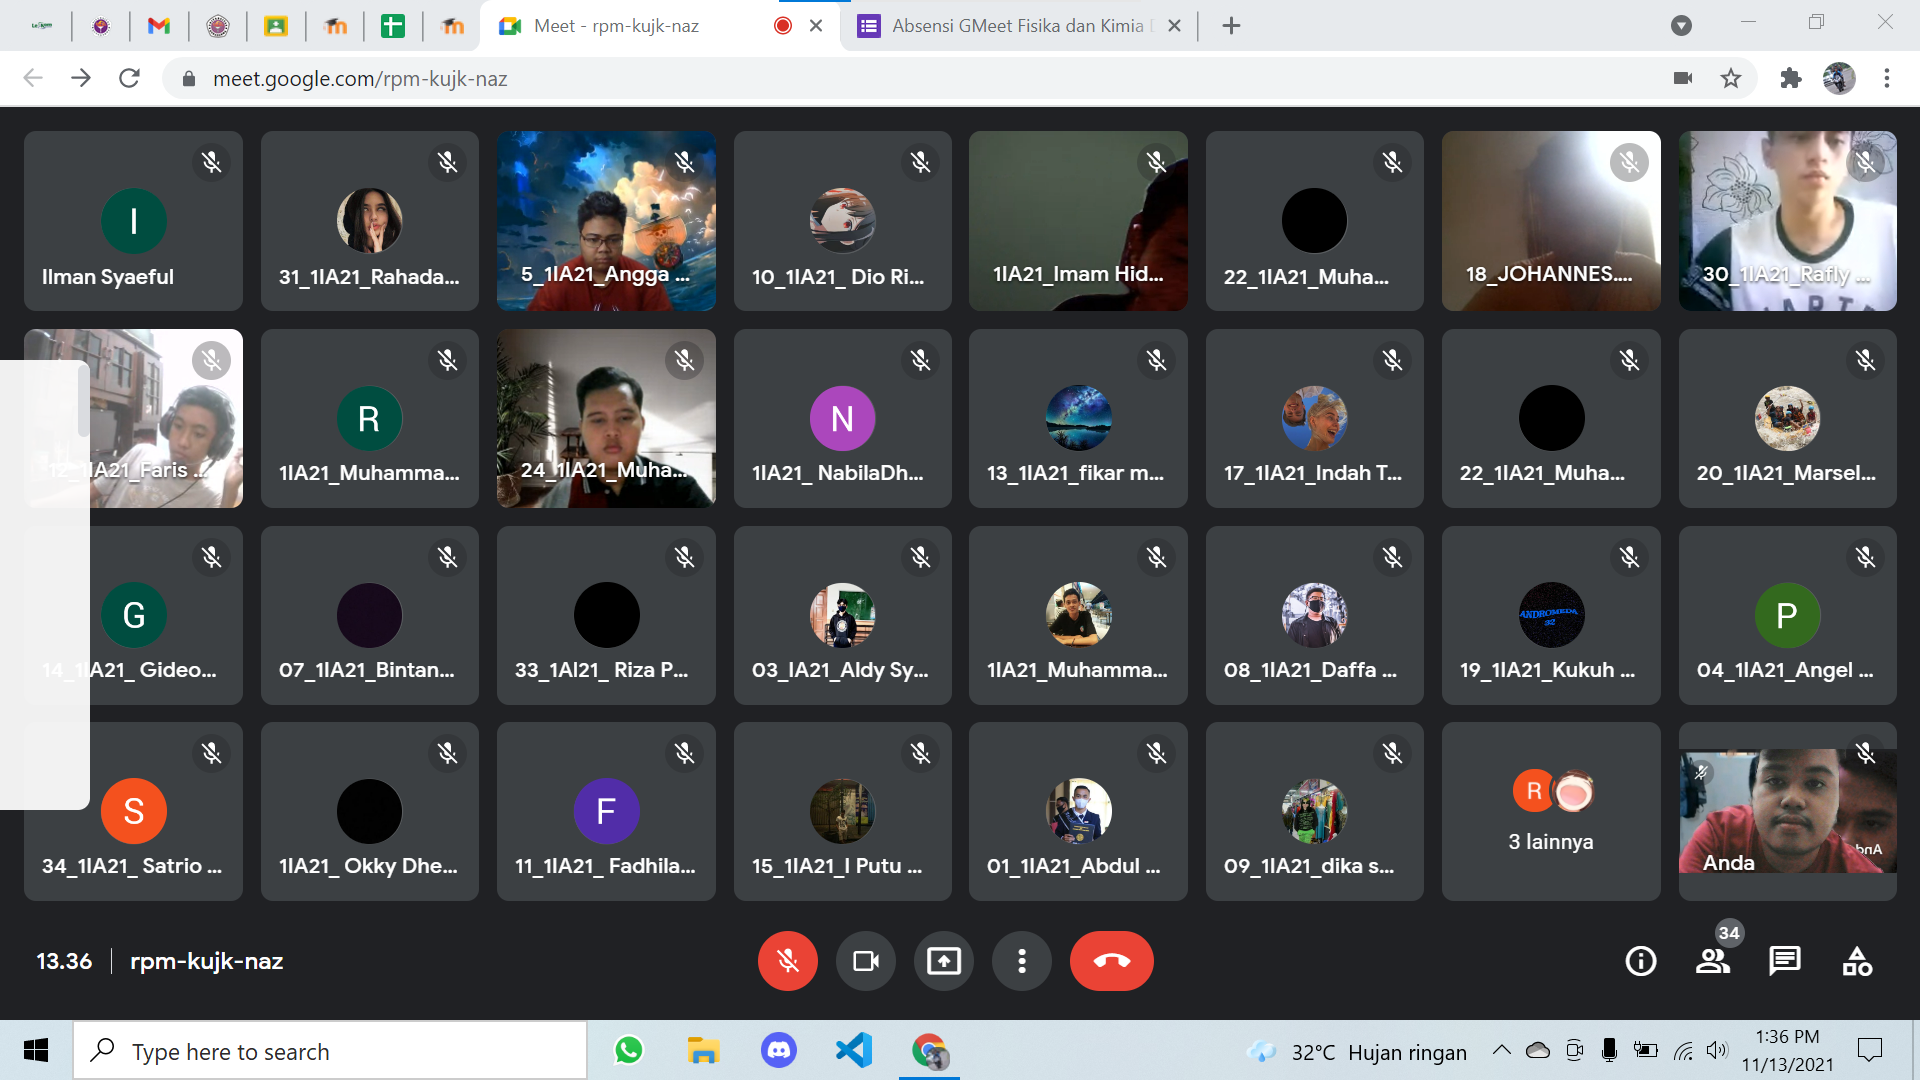 Meet - rpm-kujk-naz
Absensi GMeet Fisika dan Kimia
meet.google.com/rpm-kujk-naz
I
Ilman Syaeful
31_1IA21_Rahada...
5_1IA21_Angga ...
10_1IA21_ Dio Ri...
1IA21_Imam Hid...
22_1IA21_Muha...
18_JOHANNES....
30_1IA21_Rafly ...
12_1IA21_Faris ...
R
1IA21_Muhamma...
24_1IA21_Muha...
N
1IA21_ NabilaDh...
13_1IA21_fikar m...
17_1IA21_Indah T...
22_1IA21_Muha...
20_1IA21_Marsel...
G
14_1IA21_ Gideo...
07_1IA21_Bintan...
33_1AI21_ Riza P...
03_IA21_Aldy Sy...
1IA21_Muhamma...
08_1IA21_Daffa ...
ANDROMEDA
32
19_1IA21_Kukuh ...
P
04_1IA21_Angel ...
S
34_1IA21_ Satrio ...
1IA21_ Okky Dhe...
F
11_1IA21_ Fadhila...
15_1IA21_I Putu ...
01_1IA21_Abdul ...
09_1IA21_dika s...
R
3 lainnya
Anda
13.36
rpm-kujk-naz
34
Type here to search
32°C Hujan ringan
1:36 PM
11/13/2021